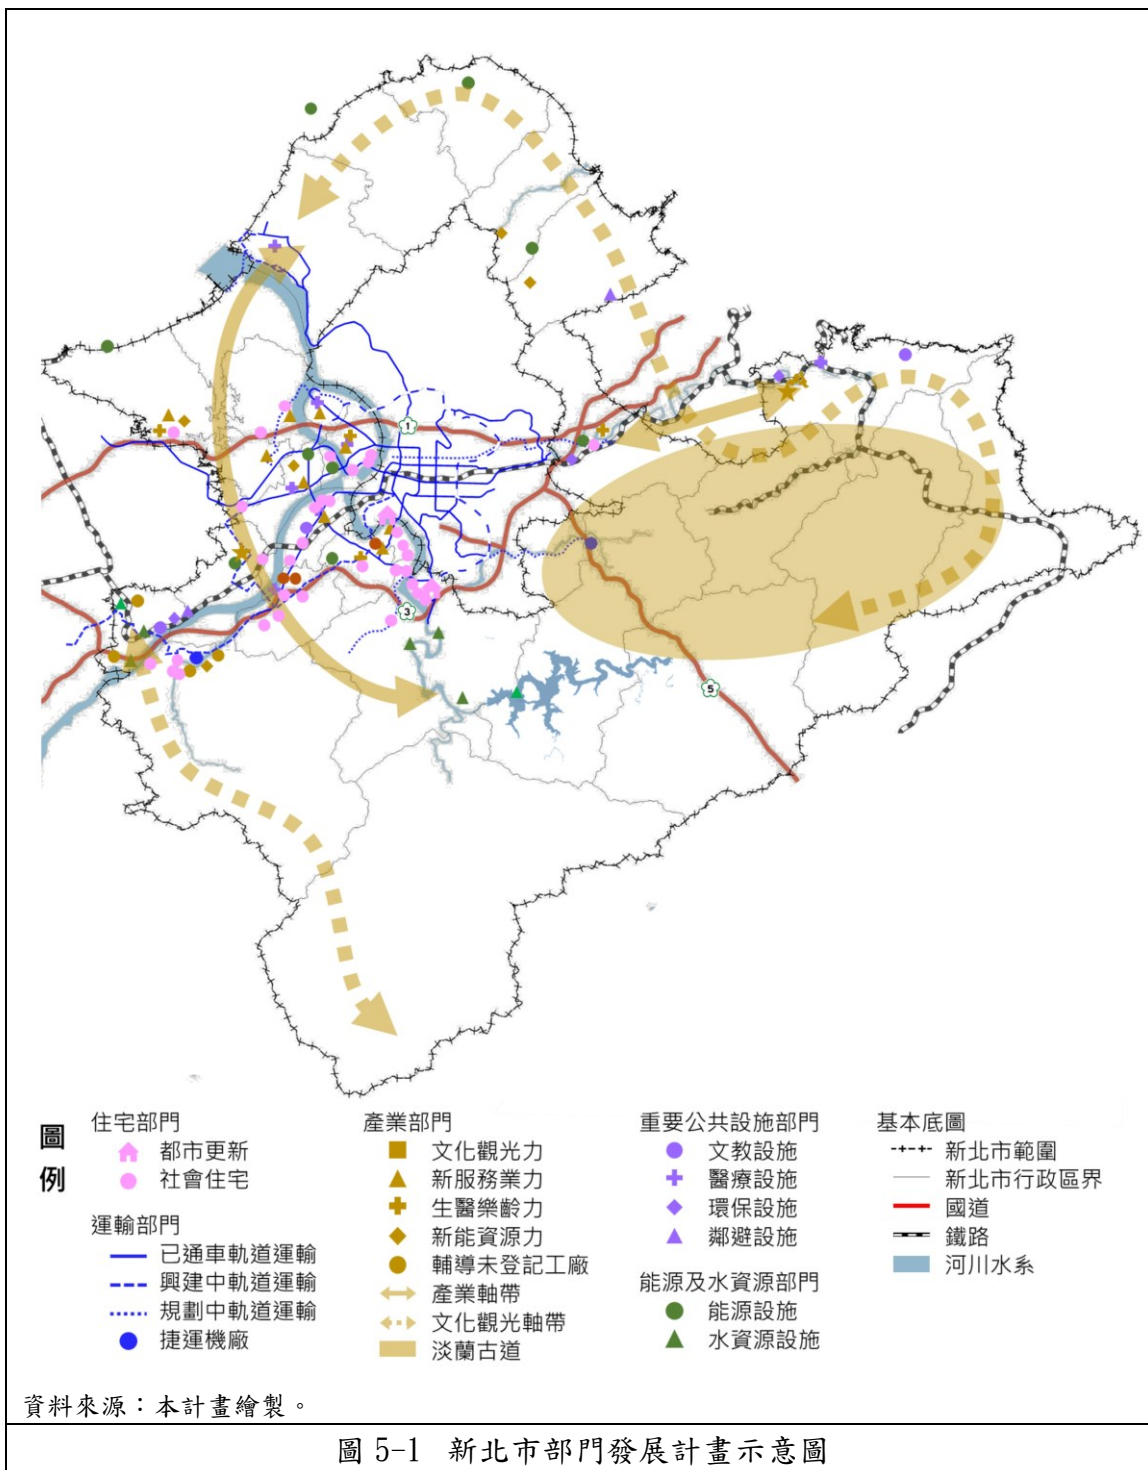 1
3
5
圖例
住宅部門
都市更新
社會住宅
運輸部門
已通車軌道運輸
興建中軌道運輸
規劃中軌道運輸
捷運機廠
產業部門
文化觀光力
新服務業力
生醫樂齡力
新能資源力
輔導未登記工廠
產業軸帶
文化觀光軸帶
淡蘭古道
重要公共設施部門
文教設施
醫療設施
環保設施
鄰避設施
能源及水資源部門
能源設施
水資源設施
基本底圖
新北市範圍
新北市行政區界
國道
鐵路
河川水系
資料來源：本計畫繪製。
圖 5-1 新北市部門發展計畫示意圖